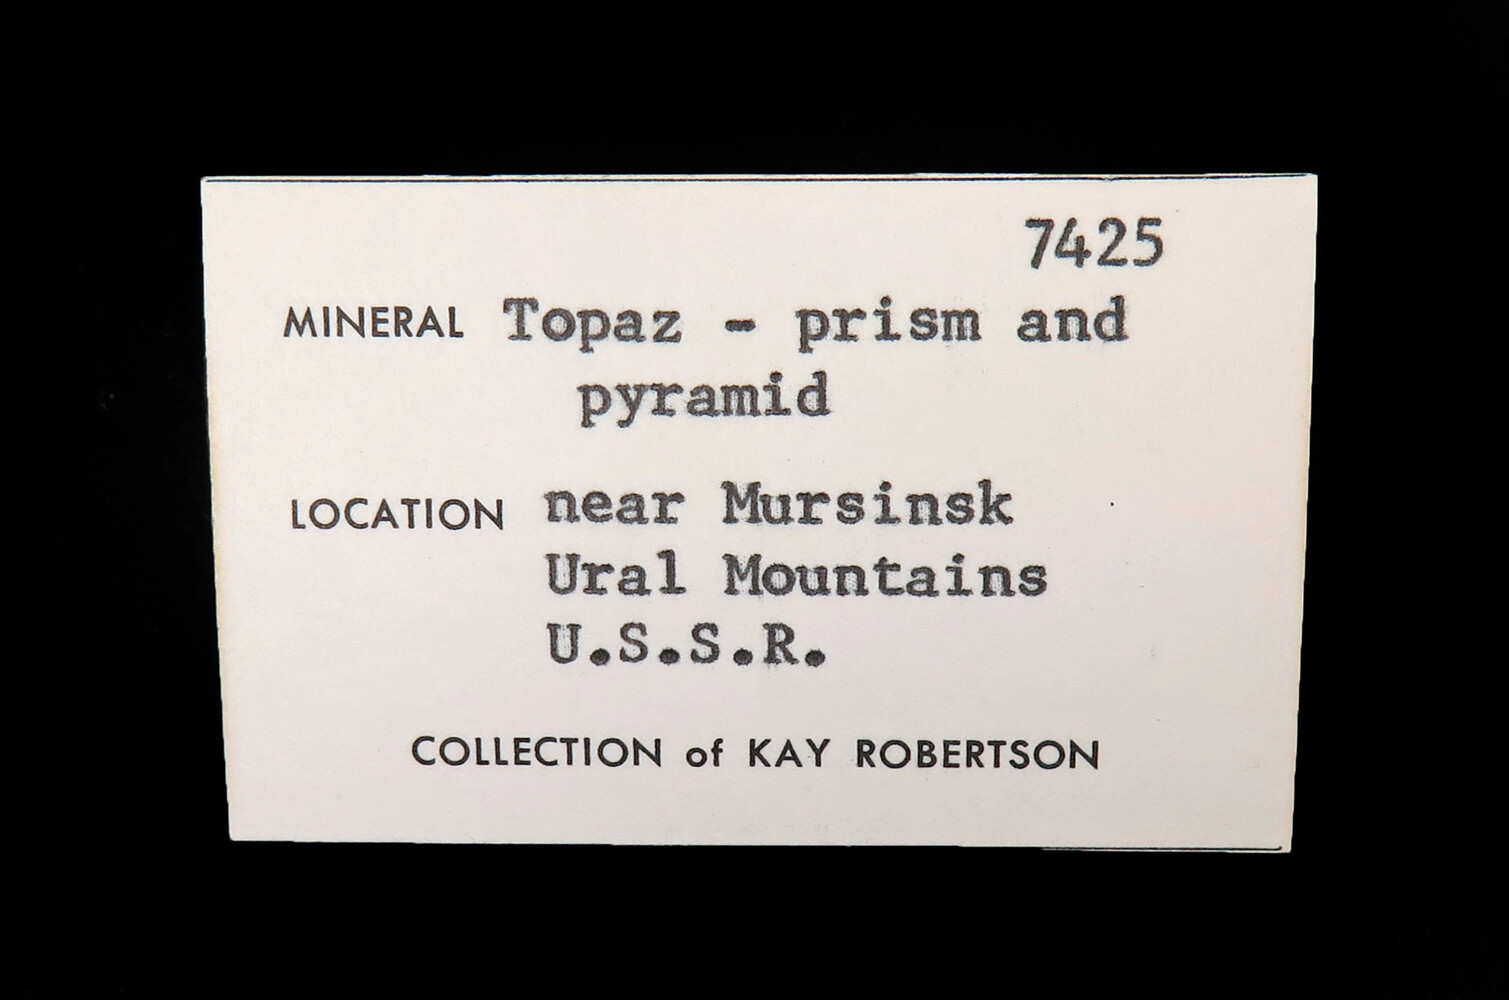 7425
MINERAL Topaz - prism and
pyramid
LOCATION near Mursinsk
Ural Mountains
U.S.S.R.
COLLECTION of KAY ROBERTSON